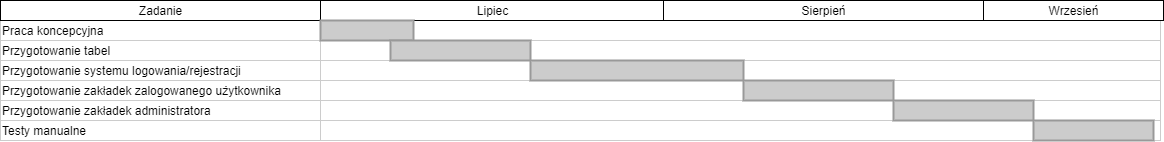 Zadanie Lipiec Sierpień Wrzesień
Praca koncepcyjna
Przygotowanie tabel
Przygotowanie systemu logowania/rejestracji
Przygotowanie zakładek zalogowanego użytkownika
Przygotowanie zakładek administratora
Testy manualne